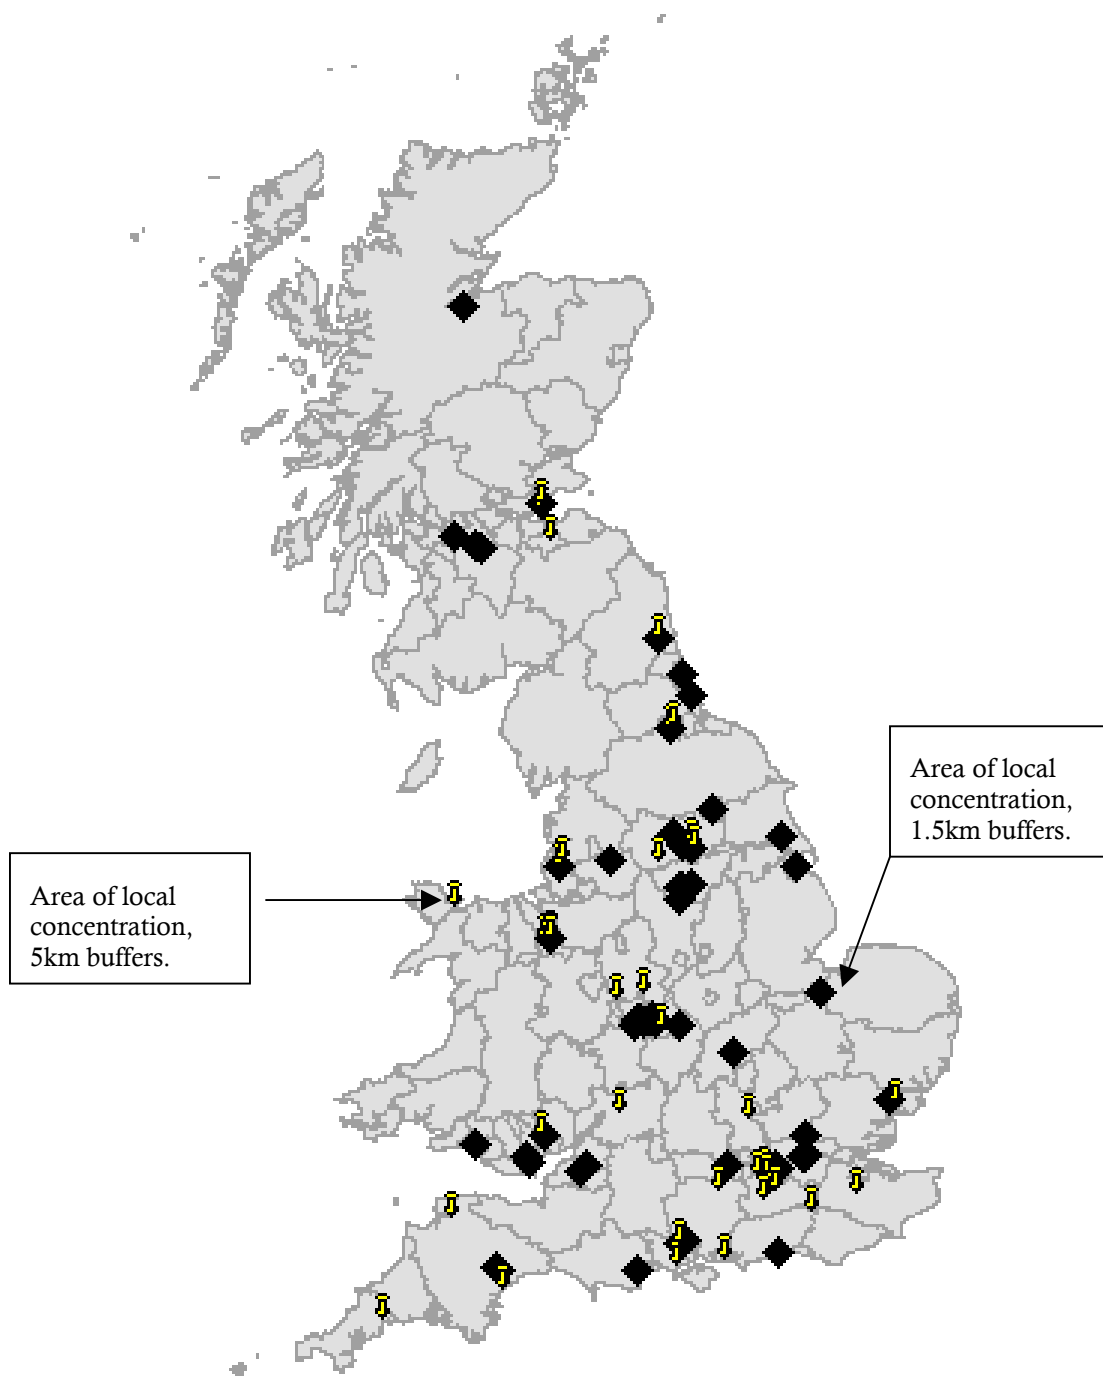 Area of local
concentration,
1.5km buffers.
Area of local
concentration,
5km buffers.